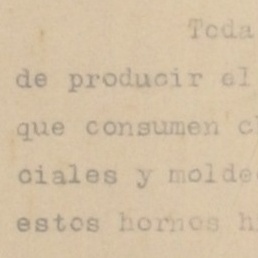 Toda
de producir el
que consumen c
ciales y molde
estos hornos h